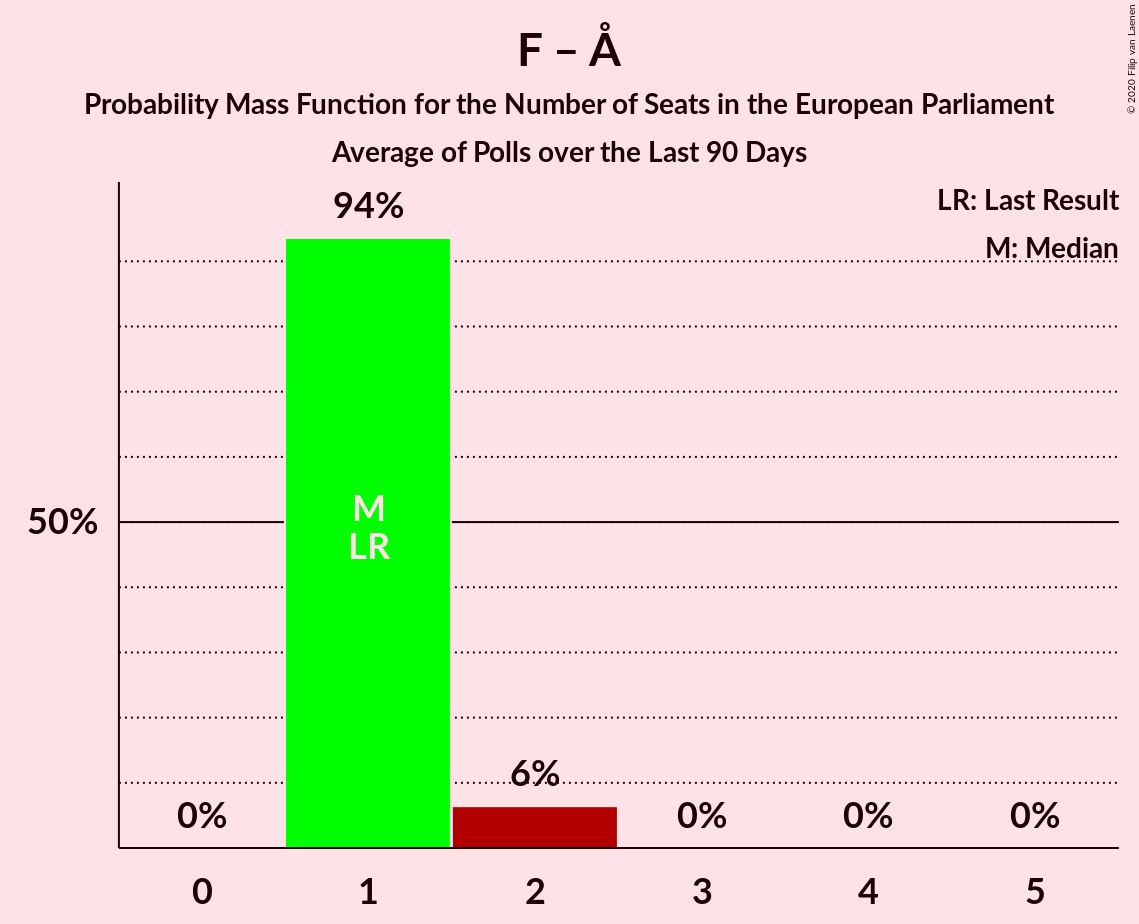 F – Å
Probability Mass Function for the Number of Seats in the European Parliament
Average of Polls over the Last 90 Days
© 2020 Filip van Laenen
LR: Last Result
M: Median
94%
M
LR
50%
6%
0%
0%
0%
0%
0
1
2
3
4
5